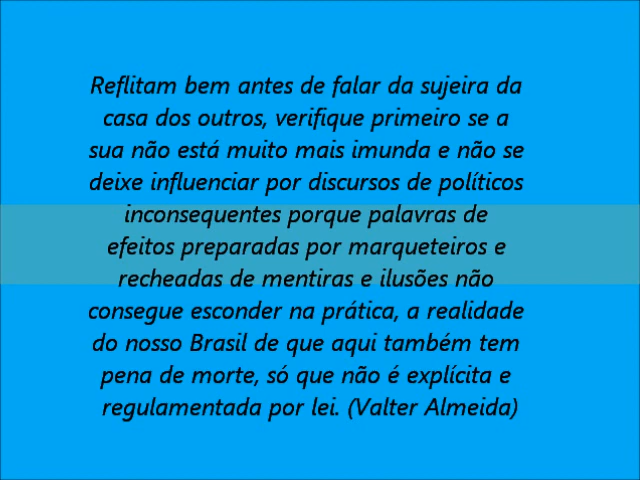 Reflitam bem antes de falar da sujeira da
casa dos outros, verifique primeiro se a
sua não está muito mais imunda e não se
deixe influenciar por discursos de políticos
inconsequentes porque palavras de
efeitos preparadas por marqueteiros e
recheadas de mentiras e ilusões não
consegue esconder na prática, a realidade
do nosso Brasil de que aqui também tem
pena de morte, só que não é explícita e
regulamentada por lei. (Valter Almeida)